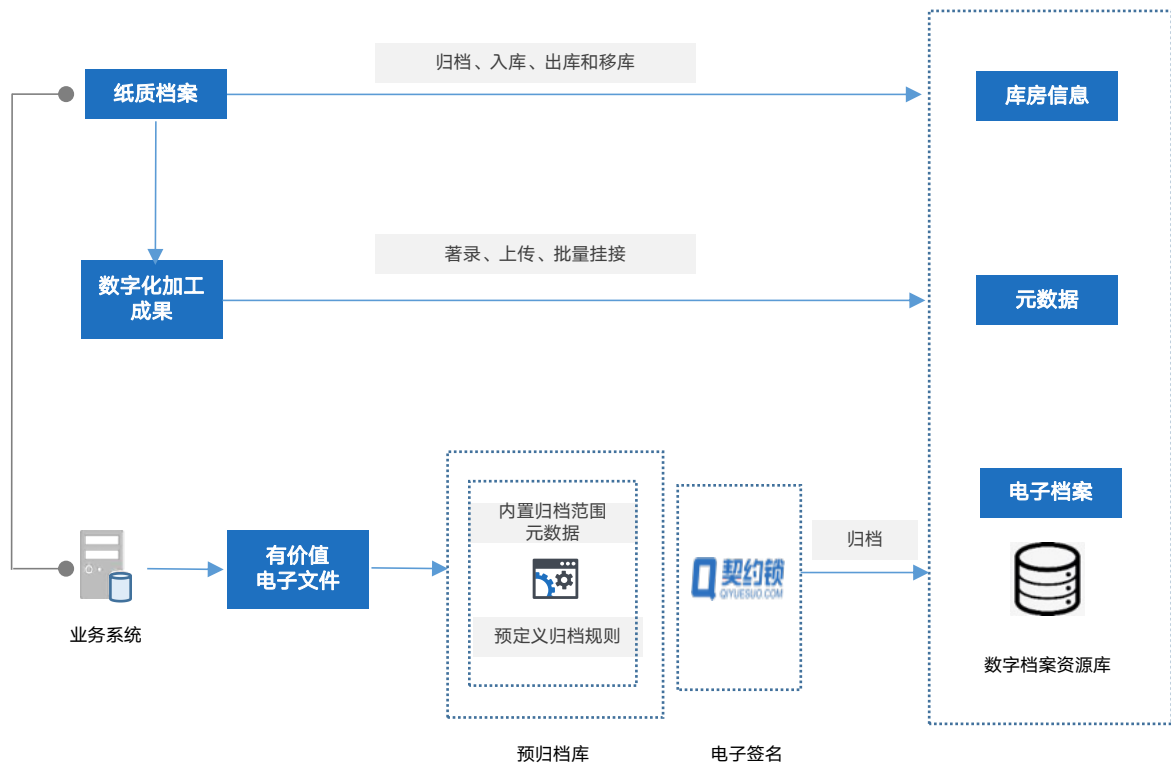 归档、入库、出库和移库
纸质档案
库房信息
著录、上传、批量挂接
数字化加工
成果
元数据
电子档案
内置归档范围
元数据
归档
有价值
电子文件
契约锁
QIYUESUO.COM
业务系统
预定义归档规则
数字档案资源库
预归档库
电子签名